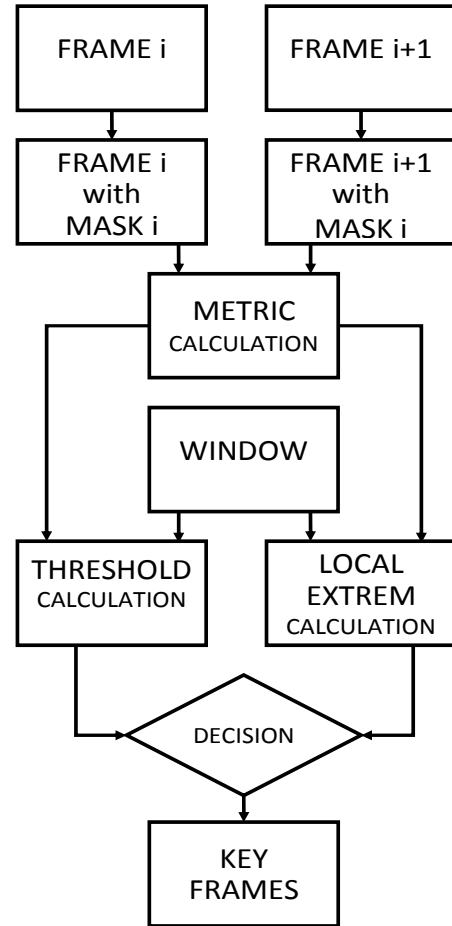 FRAME i
FRAME i+1
FRAME i
with
MASK i
FRAME i+1
with
MASK i
METRIC
CALCULATION
WINDOW
THRESHOLD
CALCULATION
LOCAL
EXTREM
CALCULATION
DECISION
KEY
FRAMES